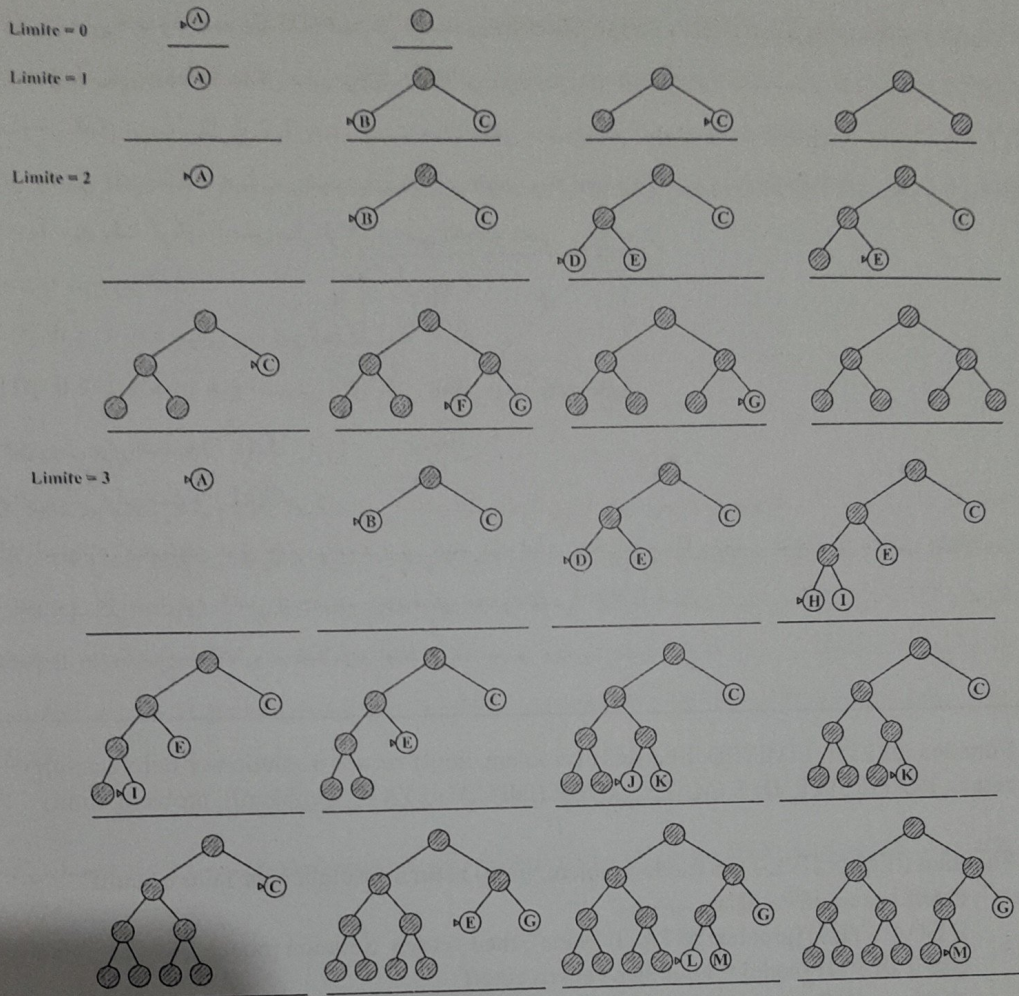 Limite = 0 A
Limite = 1 A
B C C
Limite = 2 A
B C C C
D E E
C
F G G
Limite = 3 A
B C C C
D E E
H I
C C C C
E E
I J K K
C
E G G G
L M M